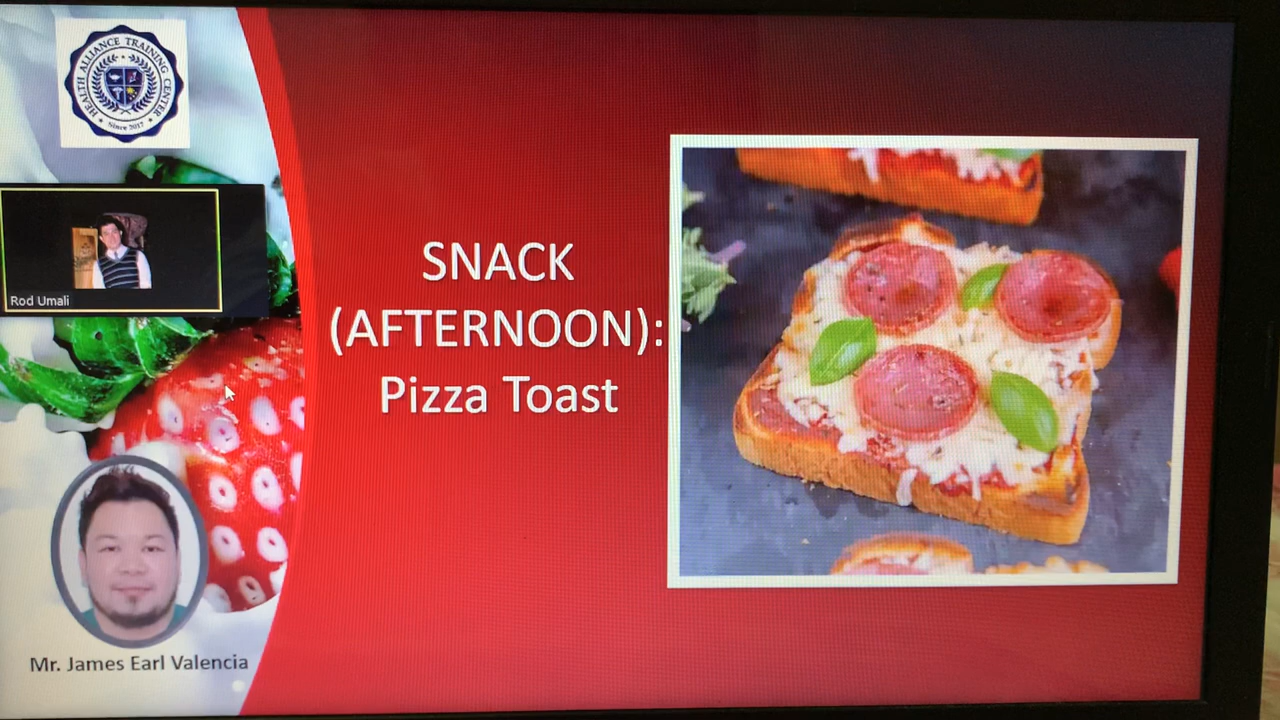 HEALTH ALLIANCE TRAINING CENTER
Since 2017
Rod Umali
SNACK
(AFTERNOON):
Pizza Toast
Mr. James Earl Valencia